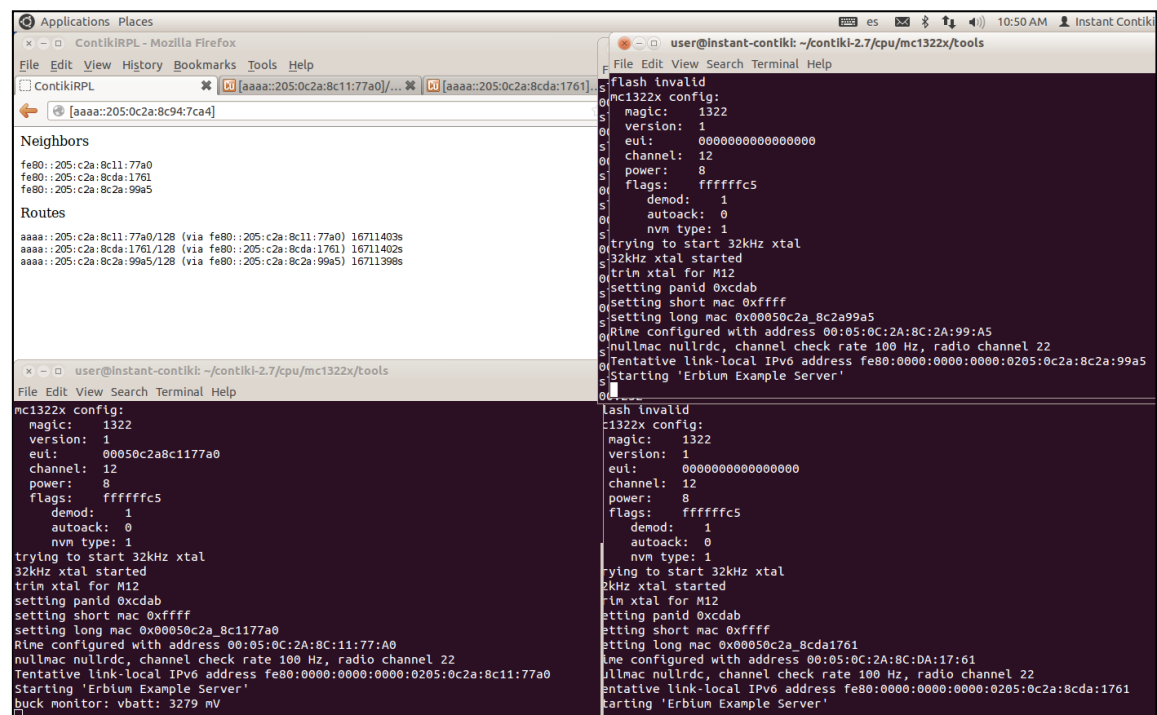 Applications Places
es 10:50 AM Instant Contiki
ContikiRPL - Mozilla Firefox
File Edit View History Bookmarks Tools Help
ContikiRPL [aaaa::205:0c2a:8c11:77a0]/... [aaaa::205:0c2a:8cda:1761]...
[aaaa::205:0c2a:8c94:7ca4]
Neighbors
fe80::205:c2a:8c11:77a0
fe80::205:c2a:8cda:1761
fe80::205:c2a:8c2a:99a5
Routes
aaaa::205:c2a:8c11:77a0/128 (via fe80::205:c2a:8c11:77a0) 16711403s
aaaa::205:c2a:8cda:1761/128 (via fe80::205:c2a:8cda:1761) 16711402s
aaaa::205:c2a:8c2a:99a5/128 (via fe80::205:c2a:8c2a:99a5) 16711398s
user@instant-contiki: ~/contiki-2.7/cpu/mc1322x/tools
File Edit View Search Terminal Help
flash invalid
mc1322x config:
magic: 1322
version: 1
eui: 0000000000000000
channel: 12
power: 8
flags: ffffffc5
demod: 1
autoack: 0
nvm type: 1
trying to start 32kHz xtal
32kHz xtal started
trim xtal for M12
setting panid 0xcdab
setting short mac 0xffff
setting long mac 0x00050c2a_8c2a99a5
Rime configured with address 00:05:0C:2A:8C:2A:99:A5
nullmac nullrdc, channel check rate 100 Hz, radio channel 22
Tentative link-local IPv6 address fe80:0000:0000:0000:0205:0c2a:8c2a:99a5
Starting 'Erbium Example Server'
user@instant-contiki: ~/contiki-2.7/cpu/mc1322x/tools
File Edit View Search Terminal Help
mc1322x config:
magic: 1322
version: 1
eui: 00050c2a8c1177a0
channel: 12
power: 8
flags: ffffffc5
demod: 1
autoack: 0
nvm type: 1
trying to start 32kHz xtal
32kHz xtal started
trim xtal for M12
setting panid 0xcdab
setting short mac 0xffff
setting long mac 0x00050c2a_8c1177a0
Rime configured with address 00:05:0C:2A:8C:11:77:A0
nullmac nullrdc, channel check rate 100 Hz, radio channel 22
Tentative link-local IPv6 address fe80:0000:0000:0000:0205:0c2a:8c11:77a0
Starting 'Erbium Example Server'
buck monitor: vbatt: 3279 mV
lash invalid
c1322x config:
magic: 1322
version: 1
eui: 0000000000000000
channel: 12
power: 8
flags: ffffffc5
demod: 1
autoack: 0
nvm type: 1
rying to start 32kHz xtal
2kHz xtal started
rim xtal for M12
etting panid 0xcdab
etting short mac 0xffff
etting long mac 0x00050c2a_8cda1761
ime configured with address 00:05:0C:2A:8C:DA:17:61
ullmac nullrdc, channel check rate 100 Hz, radio channel 22
entative link-local IPv6 address fe80:0000:0000:0000:0205:0c2a:8cda:1761
tarting 'Erbium Example Server'